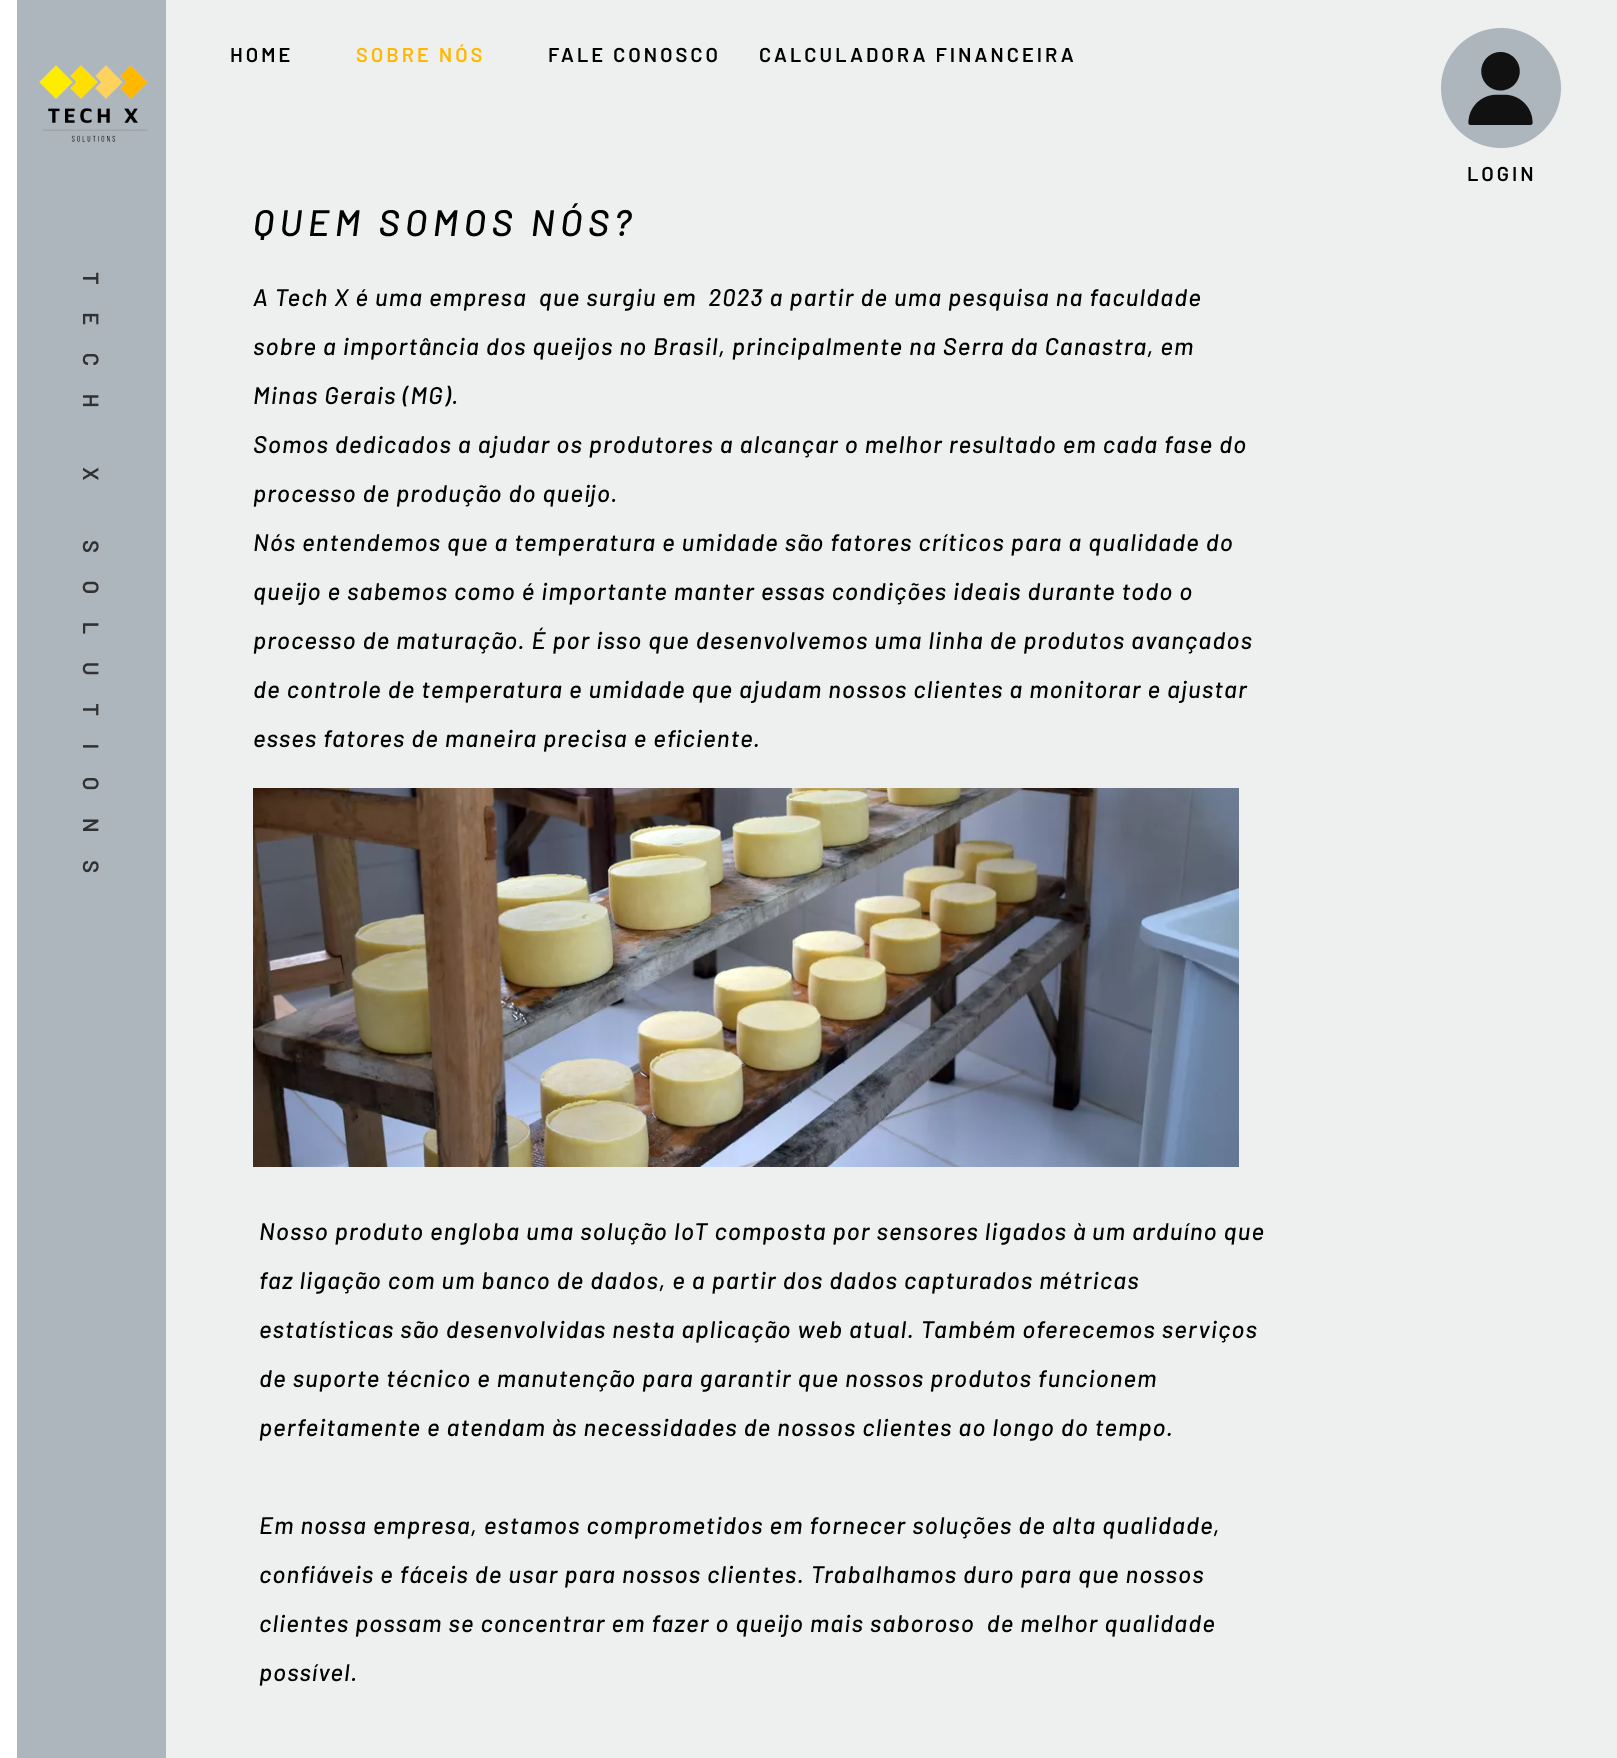 HOME SOBRE NÓS FALE CONOSCO CALCULADORA FINANCEIRA
TECH X
SOLUTIONS
LOGIN
TECH X SOLUTIONS
QUEM SOMOS NÓS?
A Tech X é uma empresa que surgiu em 2023 a partir de uma pesquisa na faculdade
sobre a importância dos queijos no Brasil, principalmente na Serra da Canastra, em
Minas Gerais (MG).
Somos dedicados a ajudar os produtores a alcançar o melhor resultado em cada fase do
processo de produção do queijo.
Nós entendemos que a temperatura e umidade são fatores críticos para a qualidade do
queijo e sabemos como é importante manter essas condições ideais durante todo o
processo de maturação. É por isso que desenvolvemos uma linha de produtos avançados
de controle de temperatura e umidade que ajudam nossos clientes a monitorar e ajustar
esses fatores de maneira precisa e eficiente.
Nosso produto engloba uma solução IoT composta por sensores ligados à um arduíno que
faz ligação com um banco de dados, e a partir dos dados capturados métricas
estatísticas são desenvolvidas nesta aplicação web atual. Também oferecemos serviços
de suporte técnico e manutenção para garantir que nossos produtos funcionem
perfeitamente e atendam às necessidades de nossos clientes ao longo do tempo.
Em nossa empresa, estamos comprometidos em fornecer soluções de alta qualidade,
confiáveis e fáceis de usar para nossos clientes. Trabalhamos duro para que nossos
clientes possam se concentrar em fazer o queijo mais saboroso de melhor qualidade
possível.